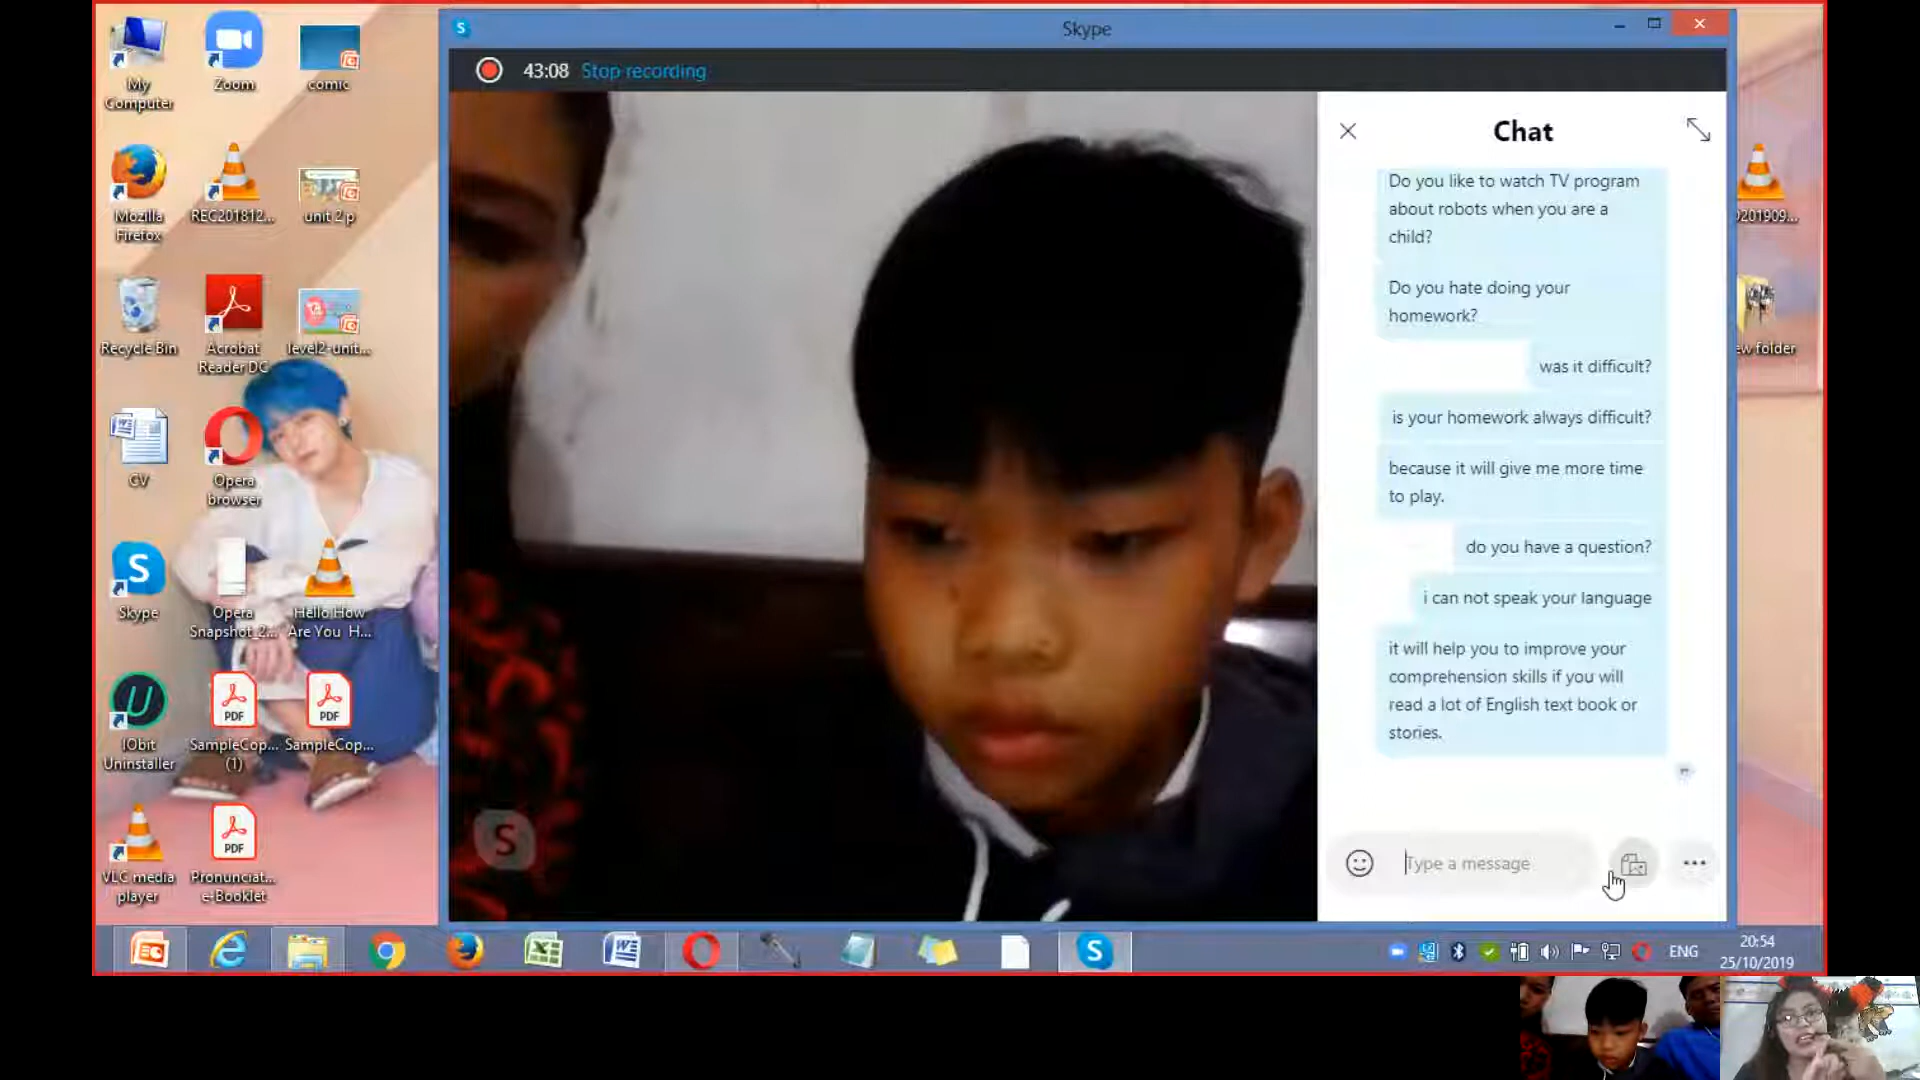 Skype
43:08 Stop recording
Chat
Do you like to watch TV program
about robots when you are a
child?
Do you hate doing your
homework?
was it difficult?
is your homework always difficult?
because it will give me more time
to play.
do you have a question?
i can not speak your language
it will help you to improve your
comprehension skills if you will
read a lot of English text book or
stories.
Type a message
My
Computer
Zoom
comic
Mozilla
Firefox
REC201812...
unit 2 p
Recycle Bin
Acrobat
Reader DC
level2-unit...
CV
Opera
browser
Skype
Opera
Snapshot_2...
Hello How
Are You H...
IObit
Uninstaller
PDF
SampleCop...
(1)
PDF
SampleCop...
VLC media
player
PDF
Pronunciat...
e-Booklet
0201909...
ew folder
ENG
20:54
25/10/2019